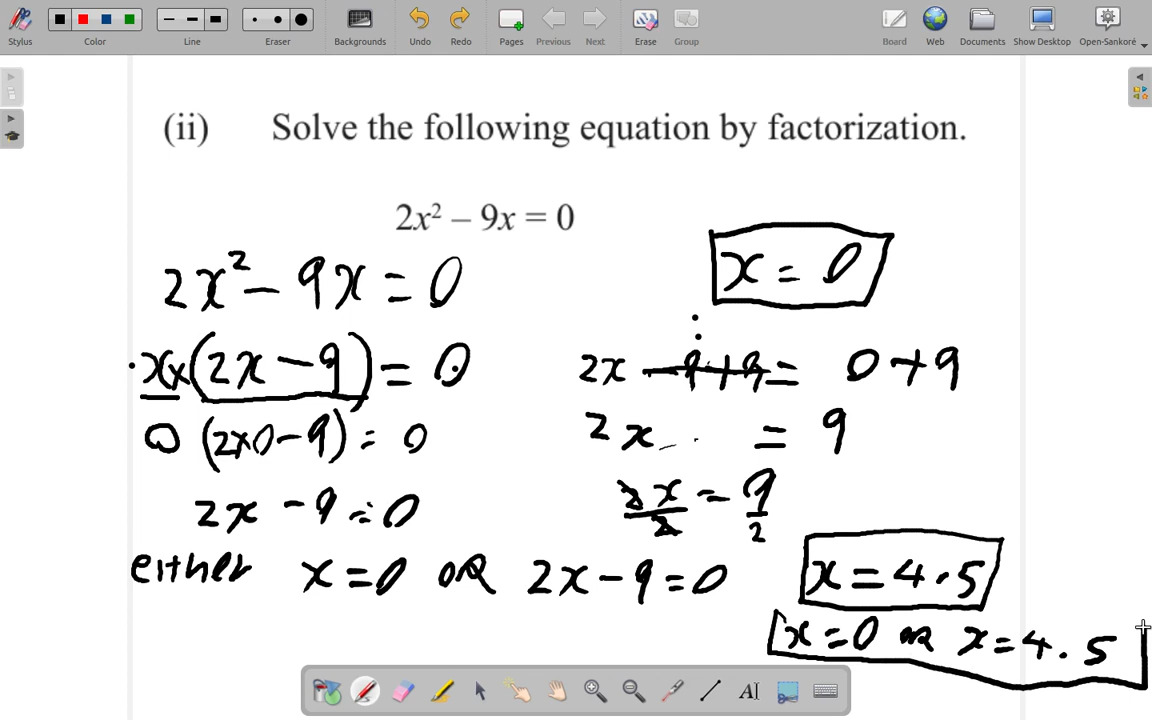 Stylus Color Line Eraser Backgrounds Undo Redo Pages Previous Next Erase Group Board Web Documents Show Desktop Open-Sankoré
(ii) Solve the following equation by factorization.
2x² – 9x = 0
2x² – 9x = 0
x×(2x – 9) = 0
0 (2×0 – 9) = 0
2x – 9 = 0
either x = 0 OR 2x – 9 = 0
x = 0
2x – 9 + 9 = 0 + 9
2x = 9
2x/2 = 9/2
x = 4.5
x = 0 or x = 4.5
AI